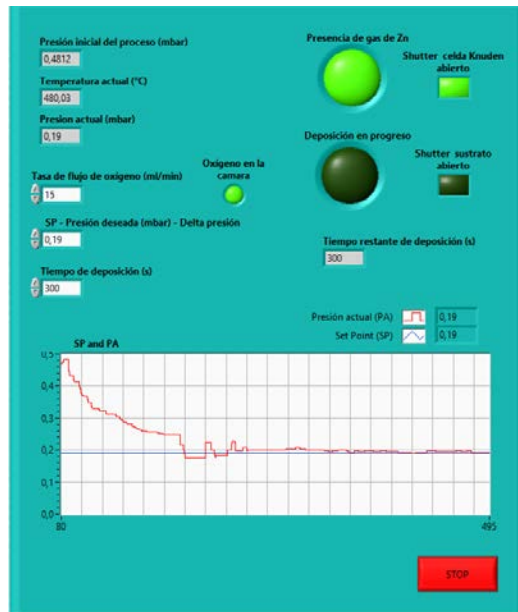 Presión inicial del proceso (mbar)
0,4812
Temperatura actual (°C)
480,03
Presion actual (mbar)
0,19
Tasa de flujo de oxígeno (ml/min)
15
Oxígeno en la
camara
SP - Presión deseada (mbar) - Delta presión
0,19
Tiempo de deposición (s)
300
Presencia de gas de Zn
Shutter celda Knuden
abierto
Deposición en progreso
Shutter sustrato
abierto
Tiempo restante de deposición (s)
300
Presión actual (PA)
0,19
Set Point (SP)
0,19
SP and PA
0,5
0,4
0,3
0,2
0,1
0,0
80
495
STOP